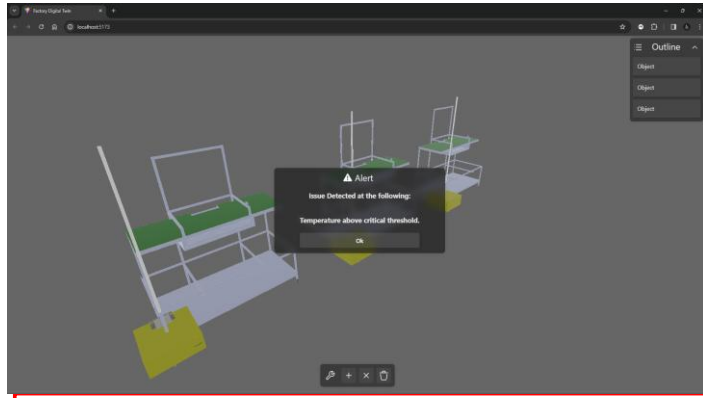 Factory Digital Twin
localhost:5173
Outline
Object
Object
Object
Alert
Issue Detected at the following:
Temperature above critical threshold.
Ok